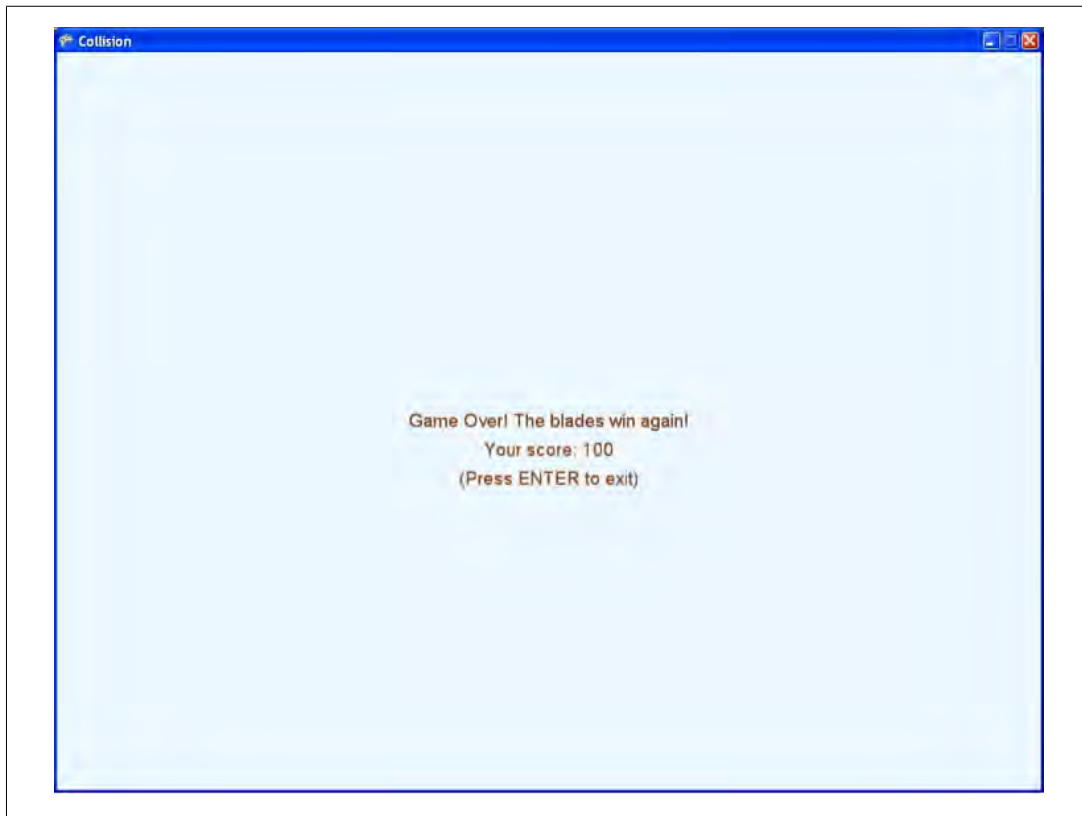 Collision
Game Over! The blades win again!
Your score: 100
(Press ENTER to exit)